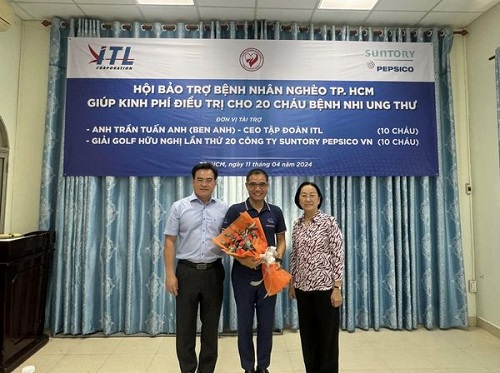 ITL
CORPORATION
SUNTORY
PEPSICO
HỘI BẢO TRỢ BỆNH NHÂN NGHÈO TP. HCM
GIÚP KINH PHÍ ĐIỀU TRỊ CHO 20 CHÁU BỆNH NHI UNG THƯ
ĐƠN VỊ TÀI TRỢ
- ANH TRẦN TUẤN ANH (BEN ANH) - CEO TẬP ĐOÀN ITL (10 CHÁU)
- GIẢI GOLF HỮU NGHỊ LẦN THỨ 20 CÔNG TY SUNTORY PEPSICO VN (10 CHÁU)
HCM, ngày 11 tháng 04 năm 2024